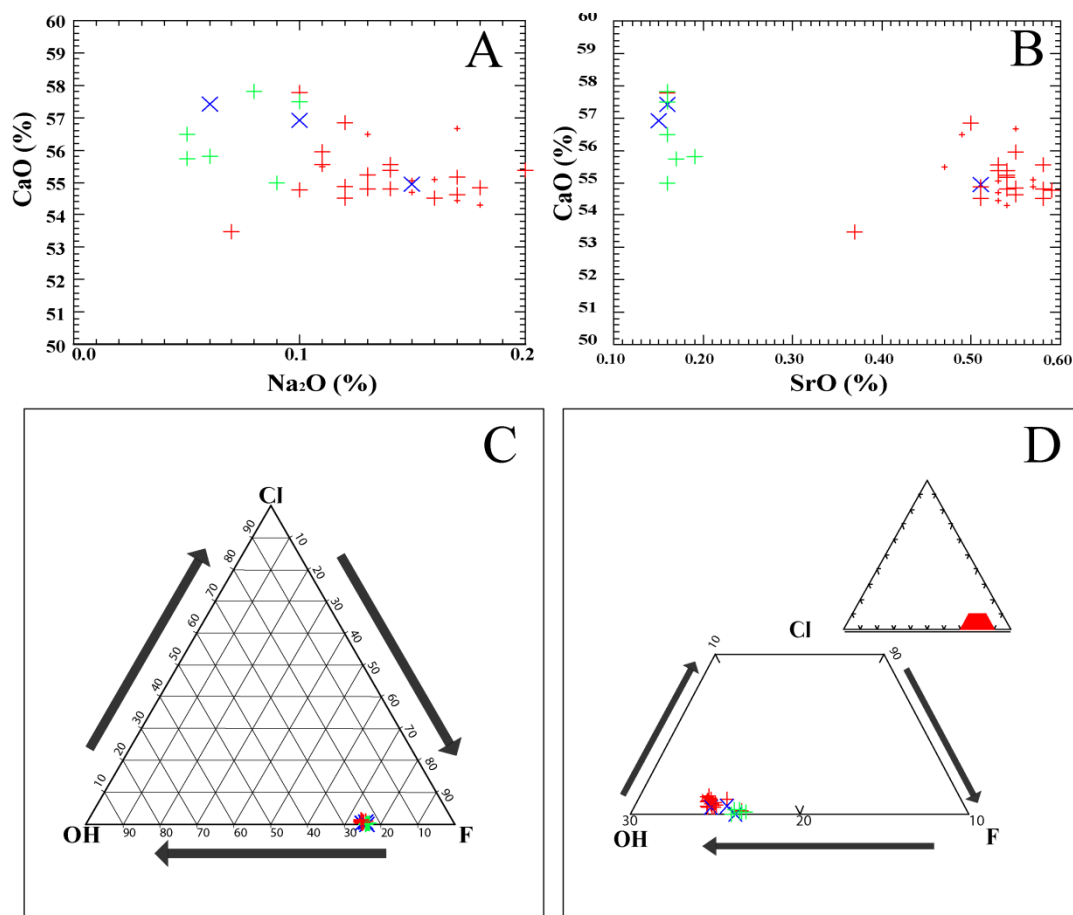 A
CaO (%)
60
59
58
57
56
55
54
53
52
51
50
0.0 0.1 0.2
Na₂O (%)
B
CaO (%)
60
59
58
57
56
55
54
53
52
51
50
0.10 0.20 0.30 0.40 0.50 0.60
SrO (%)
C
Cl
90 10
80 20
70 30
60 40
50 50
40 60
30 70
20 80
10 90
OH F
90 80 70 60 50 40 30 20 10
D
Cl
10 90
30 20 10
OH F